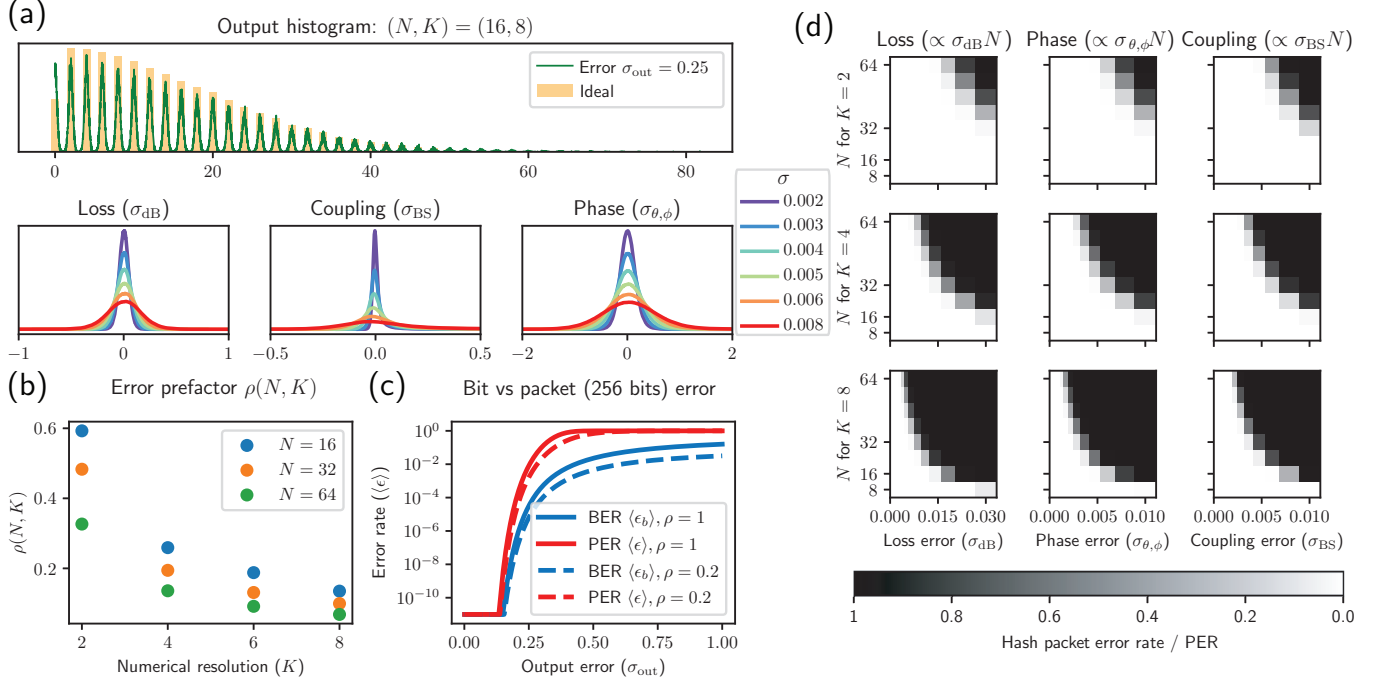 (a)
Output histogram: (N, K) = (16, 8)
Error σout = 0.25
Ideal
0 20 40 60 80
Loss (σdB)
Coupling (σBS)
Phase (σθ,ϕ)
−1 0 1
−0.5 0.0 0.5
−2 0 2
σ
0.002
0.003
0.004
0.005
0.006
0.008
(b)
Error prefactor ρ(N, K)
ρ(N, K)
0.6
0.4
0.2
N = 16
N = 32
N = 64
2 4 6 8
Numerical resolution (K)
(c)
Bit vs packet (256 bits) error
Error rate (⟨ϵ⟩)
10⁰
10⁻²
10⁻⁴
10⁻⁶
10⁻⁸
10⁻¹⁰
BER ⟨ϵb⟩, ρ = 1
PER ⟨ϵ⟩, ρ = 1
BER ⟨ϵb⟩, ρ = 0.2
PER ⟨ϵ⟩, ρ = 0.2
0.00 0.25 0.50 0.75 1.00
Output error (σout)
(d)
Loss (∝ σdBN)
Phase (∝ σθ,ϕN)
Coupling (∝ σBSN)
N for K = 2
64
32
16
8
N for K = 4
64
32
16
8
N for K = 8
64
32
16
8
0.000 0.015 0.030
0.000 0.005 0.010
0.000 0.005 0.010
Loss error (σdB)
Phase error (σθ,ϕ)
Coupling error (σBS)
1 0.8 0.6 0.4 0.2 0.0
Hash packet error rate / PER